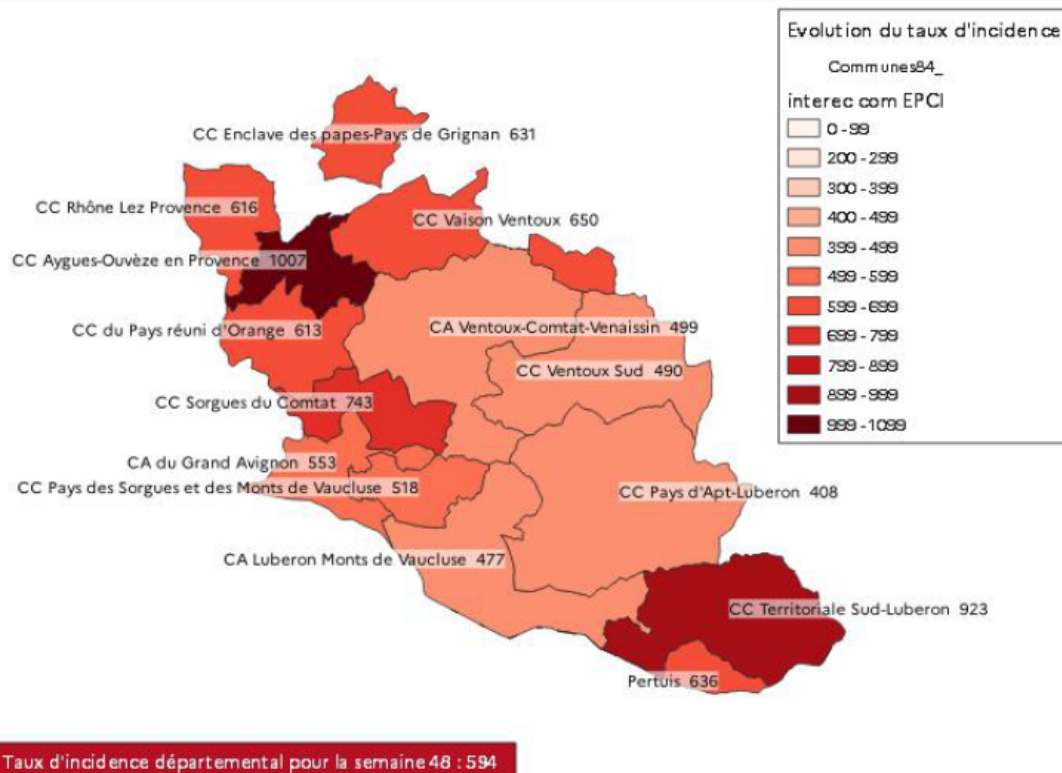 Evolution du taux d'incidence
Communes84_
interec com EPCI
0 - 99
200 - 299
300 - 399
400 - 499
399 - 499
499 - 599
599 - 699
699 - 799
799 - 899
899 - 999
999 - 1099
CC Enclave des papes-Pays de Grignan 631
CC Rhône Lez Provence 616
CC Vaison Ventoux 650
CC Aygues-Ouvèze en Provence 1007
CC du Pays réuni d'Orange 613
CA Ventoux-Comtat-Venaissin 499
CC Ventoux Sud 490
CC Sorgues du Comtat 743
CA du Grand Avignon 553
CC Pays des Sorgues et des Monts de Vaucluse 518
CC Pays d'Apt-Luberon 408
CA Luberon Monts de Vaucluse 477
CC Territoriale Sud-Luberon 923
Pertuis 636
Taux d'incidence départemental pour la semaine 48 : 594